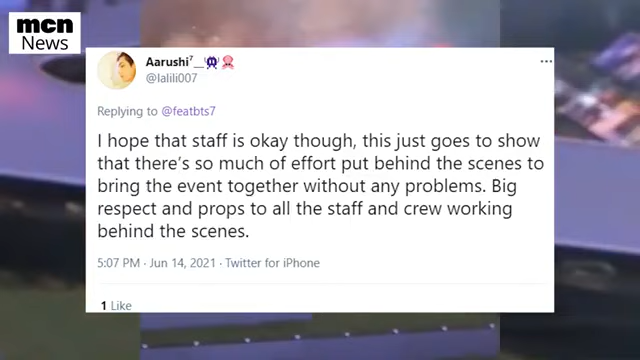 mcn
News
Aarushi⁷__👾🐙
@lalili007
Replying to @featbts7
I hope that staff is okay though, this just goes to show
that there's so much of effort put behind the scenes to
bring the event together without any problems. Big
respect and props to all the staff and crew working
behind the scenes.
5:07 PM · Jun 14, 2021 · Twitter for iPhone
1 Like